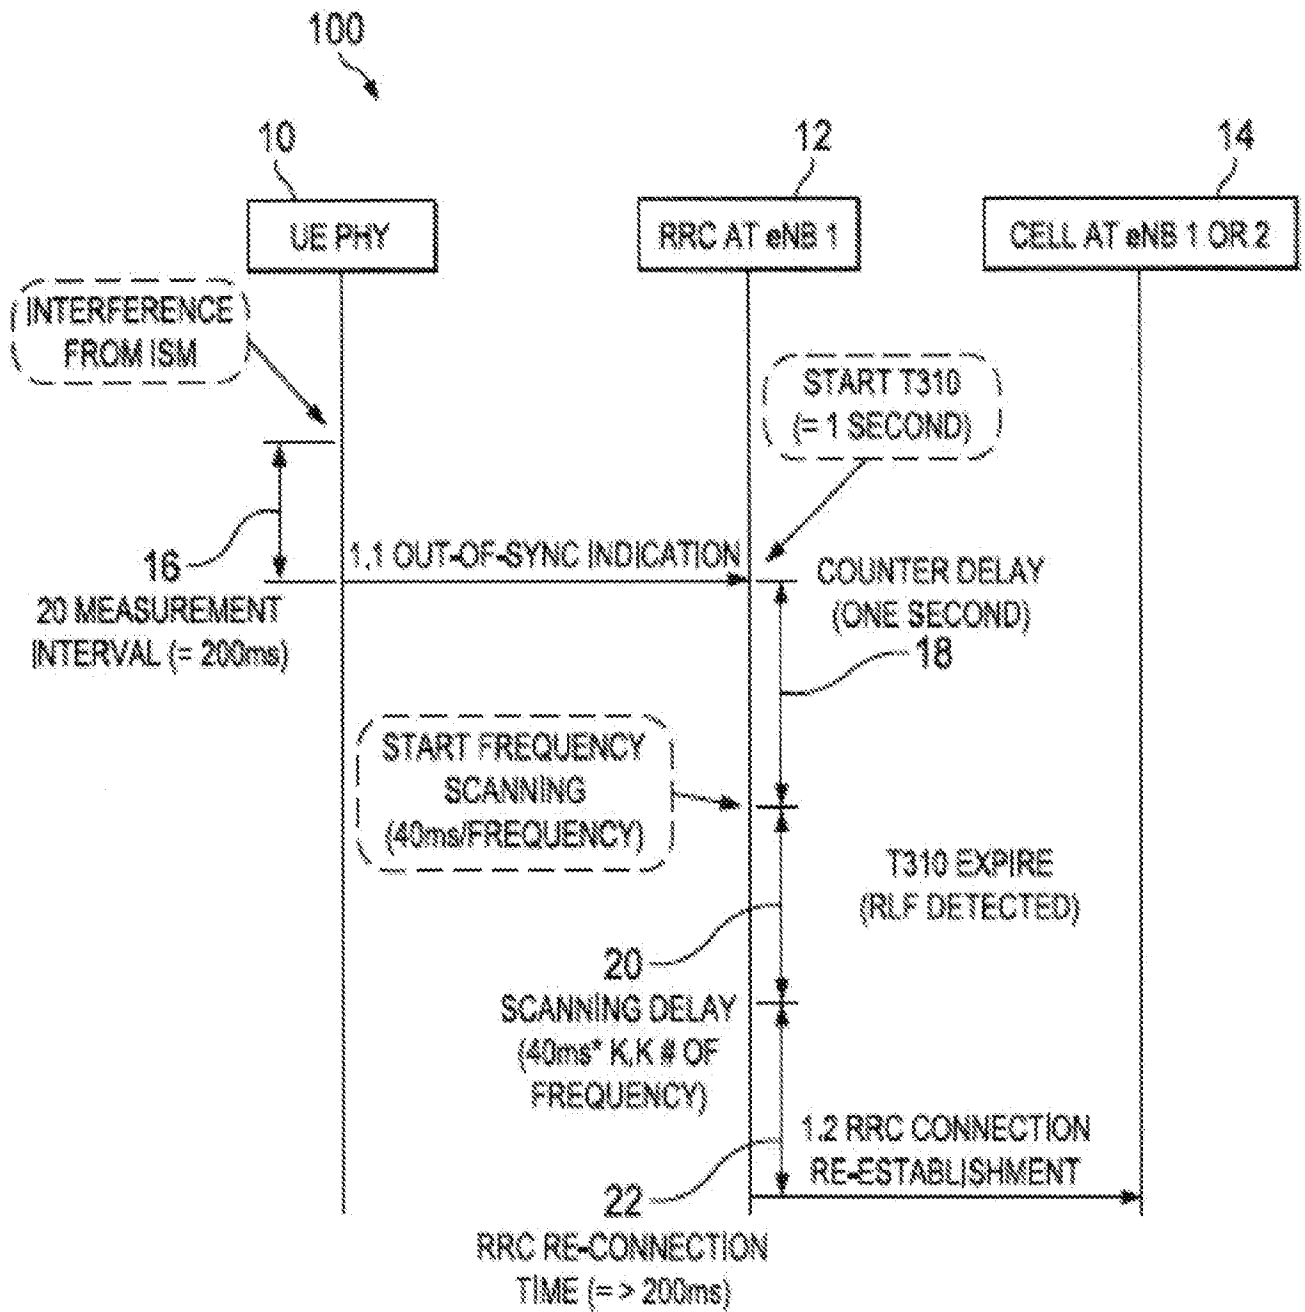 100
10
12
14
UE PHY
RRC AT eNB 1
CELL AT eNB 1 OR 2
INTERFERENCE
FROM ISM
START T310
(= 1 SECOND)
16
20 MEASUREMENT
INTERVAL (= 200ms)
1.1 OUT-OF-SYNC INDICATION
COUNTER DELAY
(ONE SECOND)
18
START FREQUENCY
SCANNING
(40ms/FREQUENCY)
T310 EXPIRE
(RLF DETECTED)
20
SCANNING DELAY
(40ms* K,K # OF
FREQUENCY)
1.2 RRC CONNECTION
RE-ESTABLISHMENT
22
RRC RE-CONNECTION
TIME (= > 200ms)